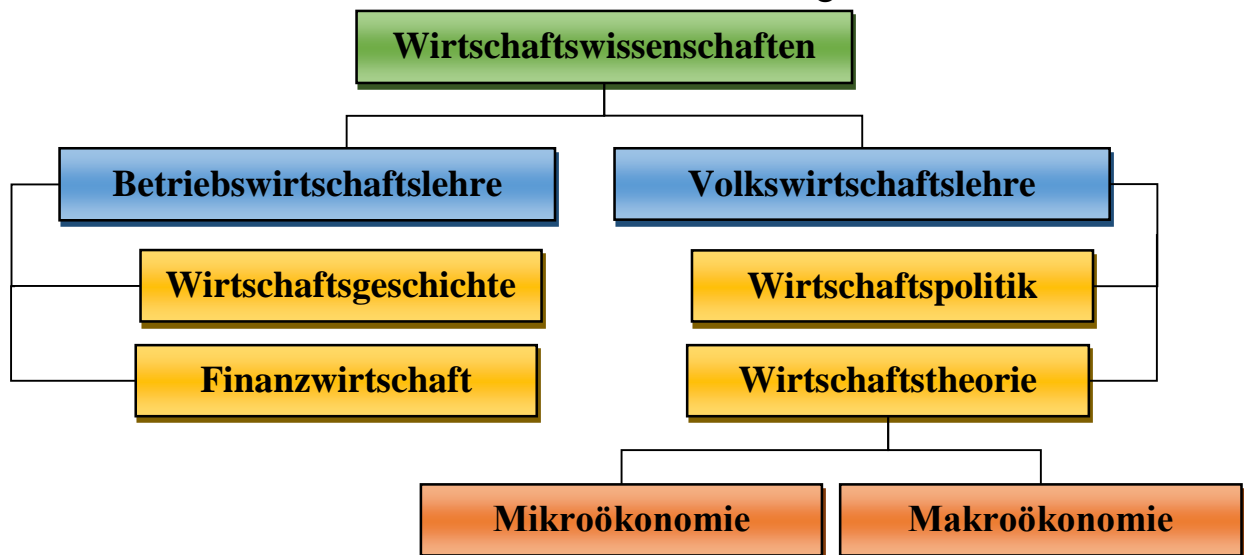 Wirtschaftswissenschaften
Betriebswirtschaftslehre
Volkswirtschaftslehre
Wirtschaftsgeschichte
Wirtschaftspolitik
Finanzwirtschaft
Wirtschaftstheorie
Mikroökonomie
Makroökonomie